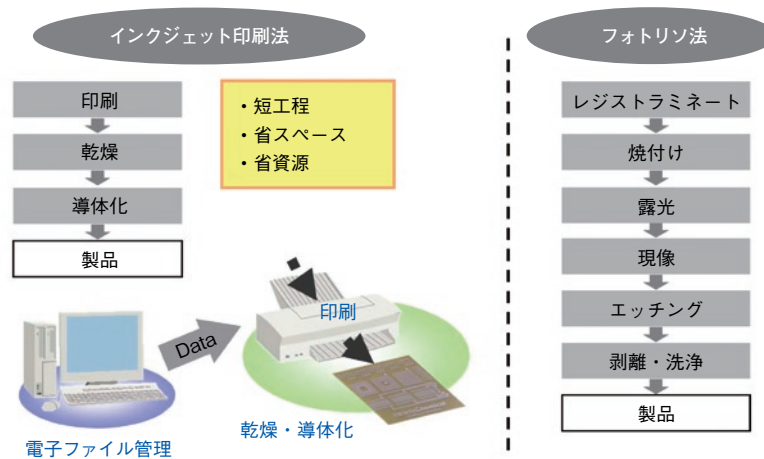 インクジェット印刷法
印刷
乾燥
導体化
製品
・短工程
・省スペース
・省資源
Data
印刷
電子ファイル管理
乾燥・導体化
フォトリソ法
レジストラミネート
焼付け
露光
現像
エッチング
剥離・洗浄
製品